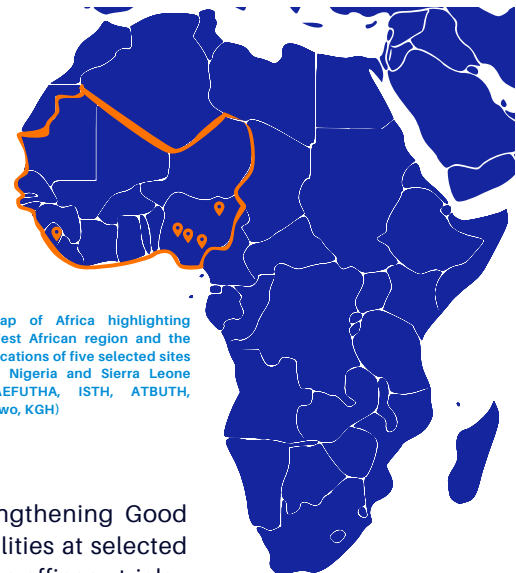 ap of Africa highlighting
est African region and the
cations of five selected sites
Nigeria and Sierra Leone
AEFUTHA, ISTH, ATBUTH,
wo, KGH)
ngthening Good
lities at selected